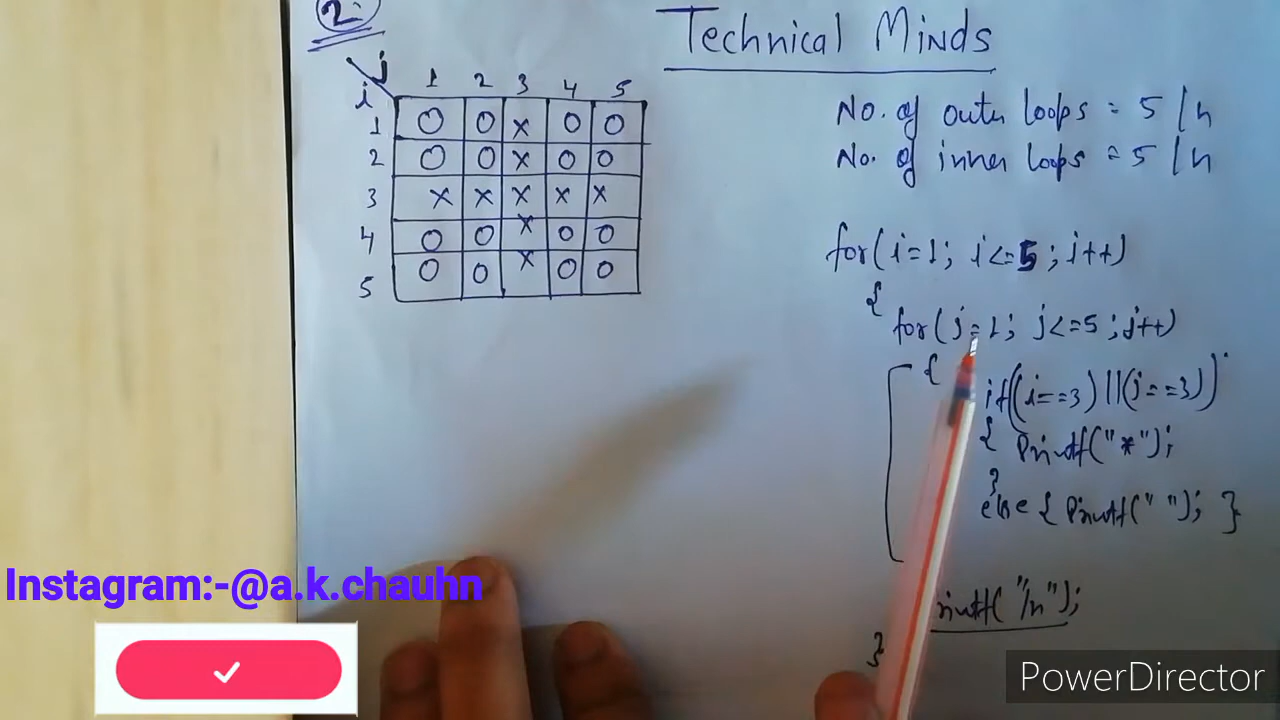 2.
Technical Minds
j
i
1 2 3 4 5
1 O O x O O
2 O O x O O
3 x x x x x
4 O O x O O
5 O O x O O
No. of outer loops = 5 / n
No. of inner loops = 5 / n
for(i=1; i<=5; i++)
{
for(j=1; j<=5; j++)
{
if((i==3)||(j==3))
{ Printf("*");
}
else { Printf(" "); }
rintf("/n");
}
Instagram:-@a.k.chauhn
PowerDirector